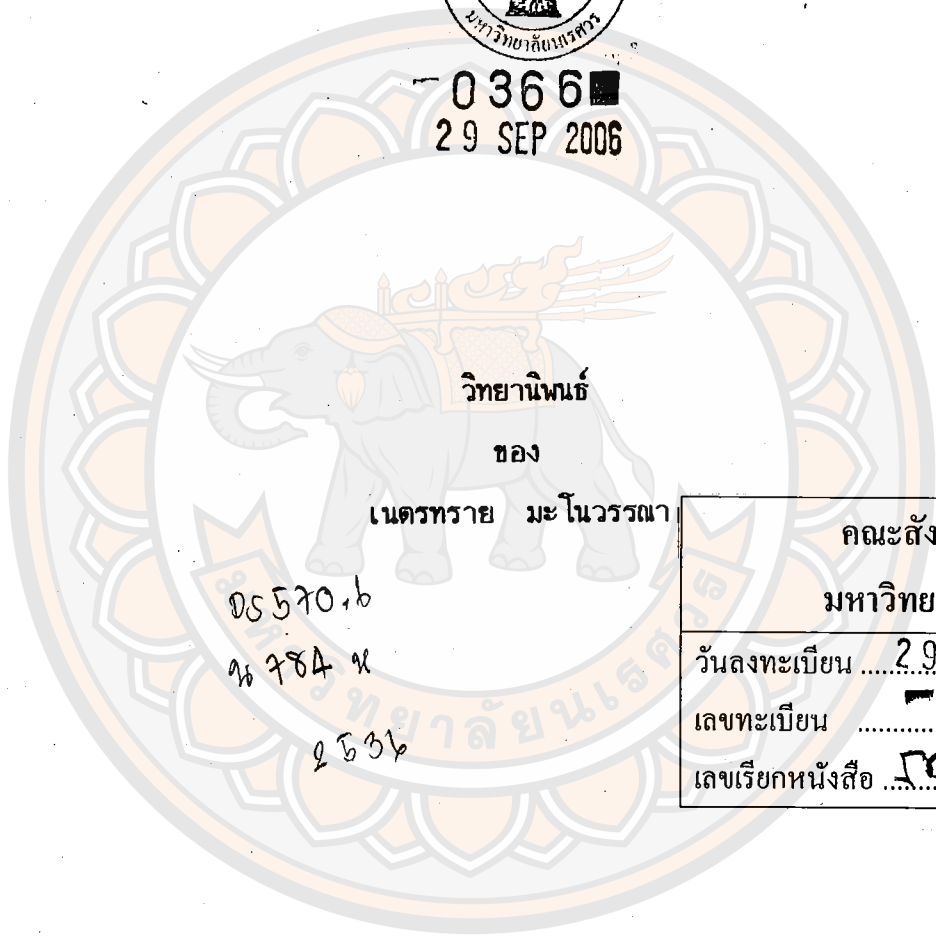 มหาวิทยาลัยนเรศวร
0366
29 SEP 2006
วิทยานิพนธ์
ของ
เนตรทราย มะโนวรรณา
DS 570.6
น 784 ห
2536
คณะสัง
มหาวิทย
วันลงทะเบียน ......29
เลขทะเบียน ............
เลขเรียกหนังสือ ......
มหาวิทยาลัยนเรศวร